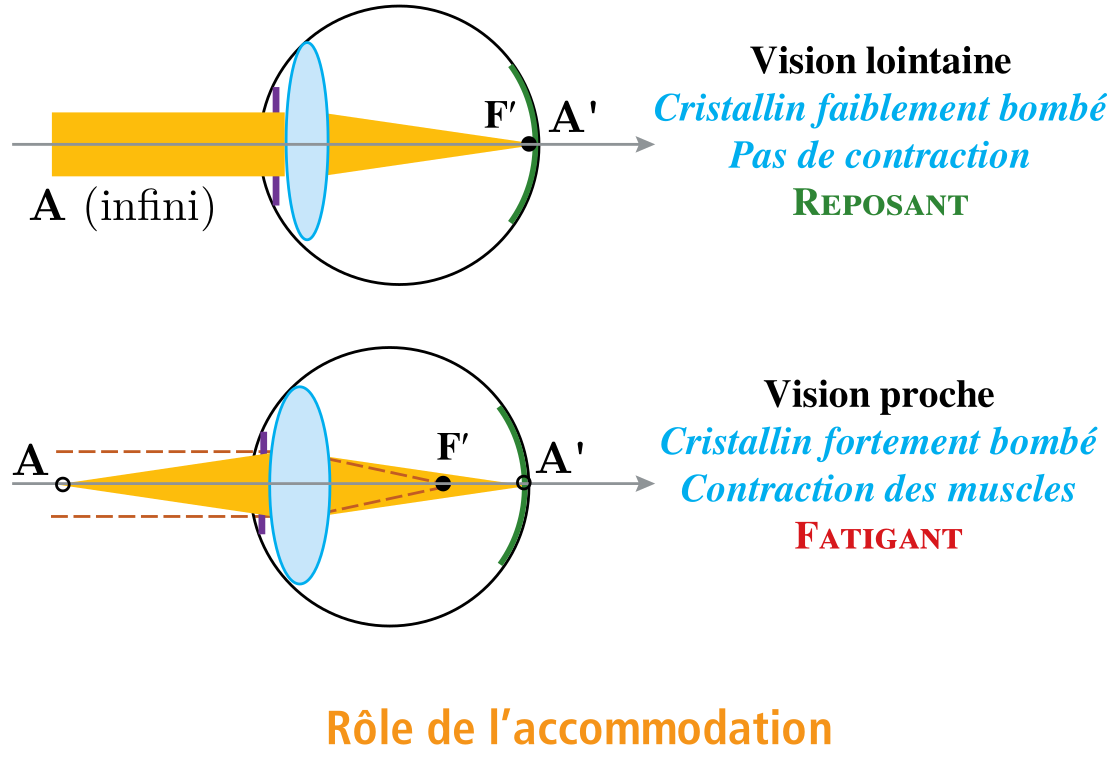 Vision lointaine
Cristallin faiblement bombé
Pas de contraction
REPOSANT
F′ A'
A (infini)
Vision proche
Cristallin fortement bombé
Contraction des muscles
FATIGANT
A F′ A'
Rôle de l’accommodation